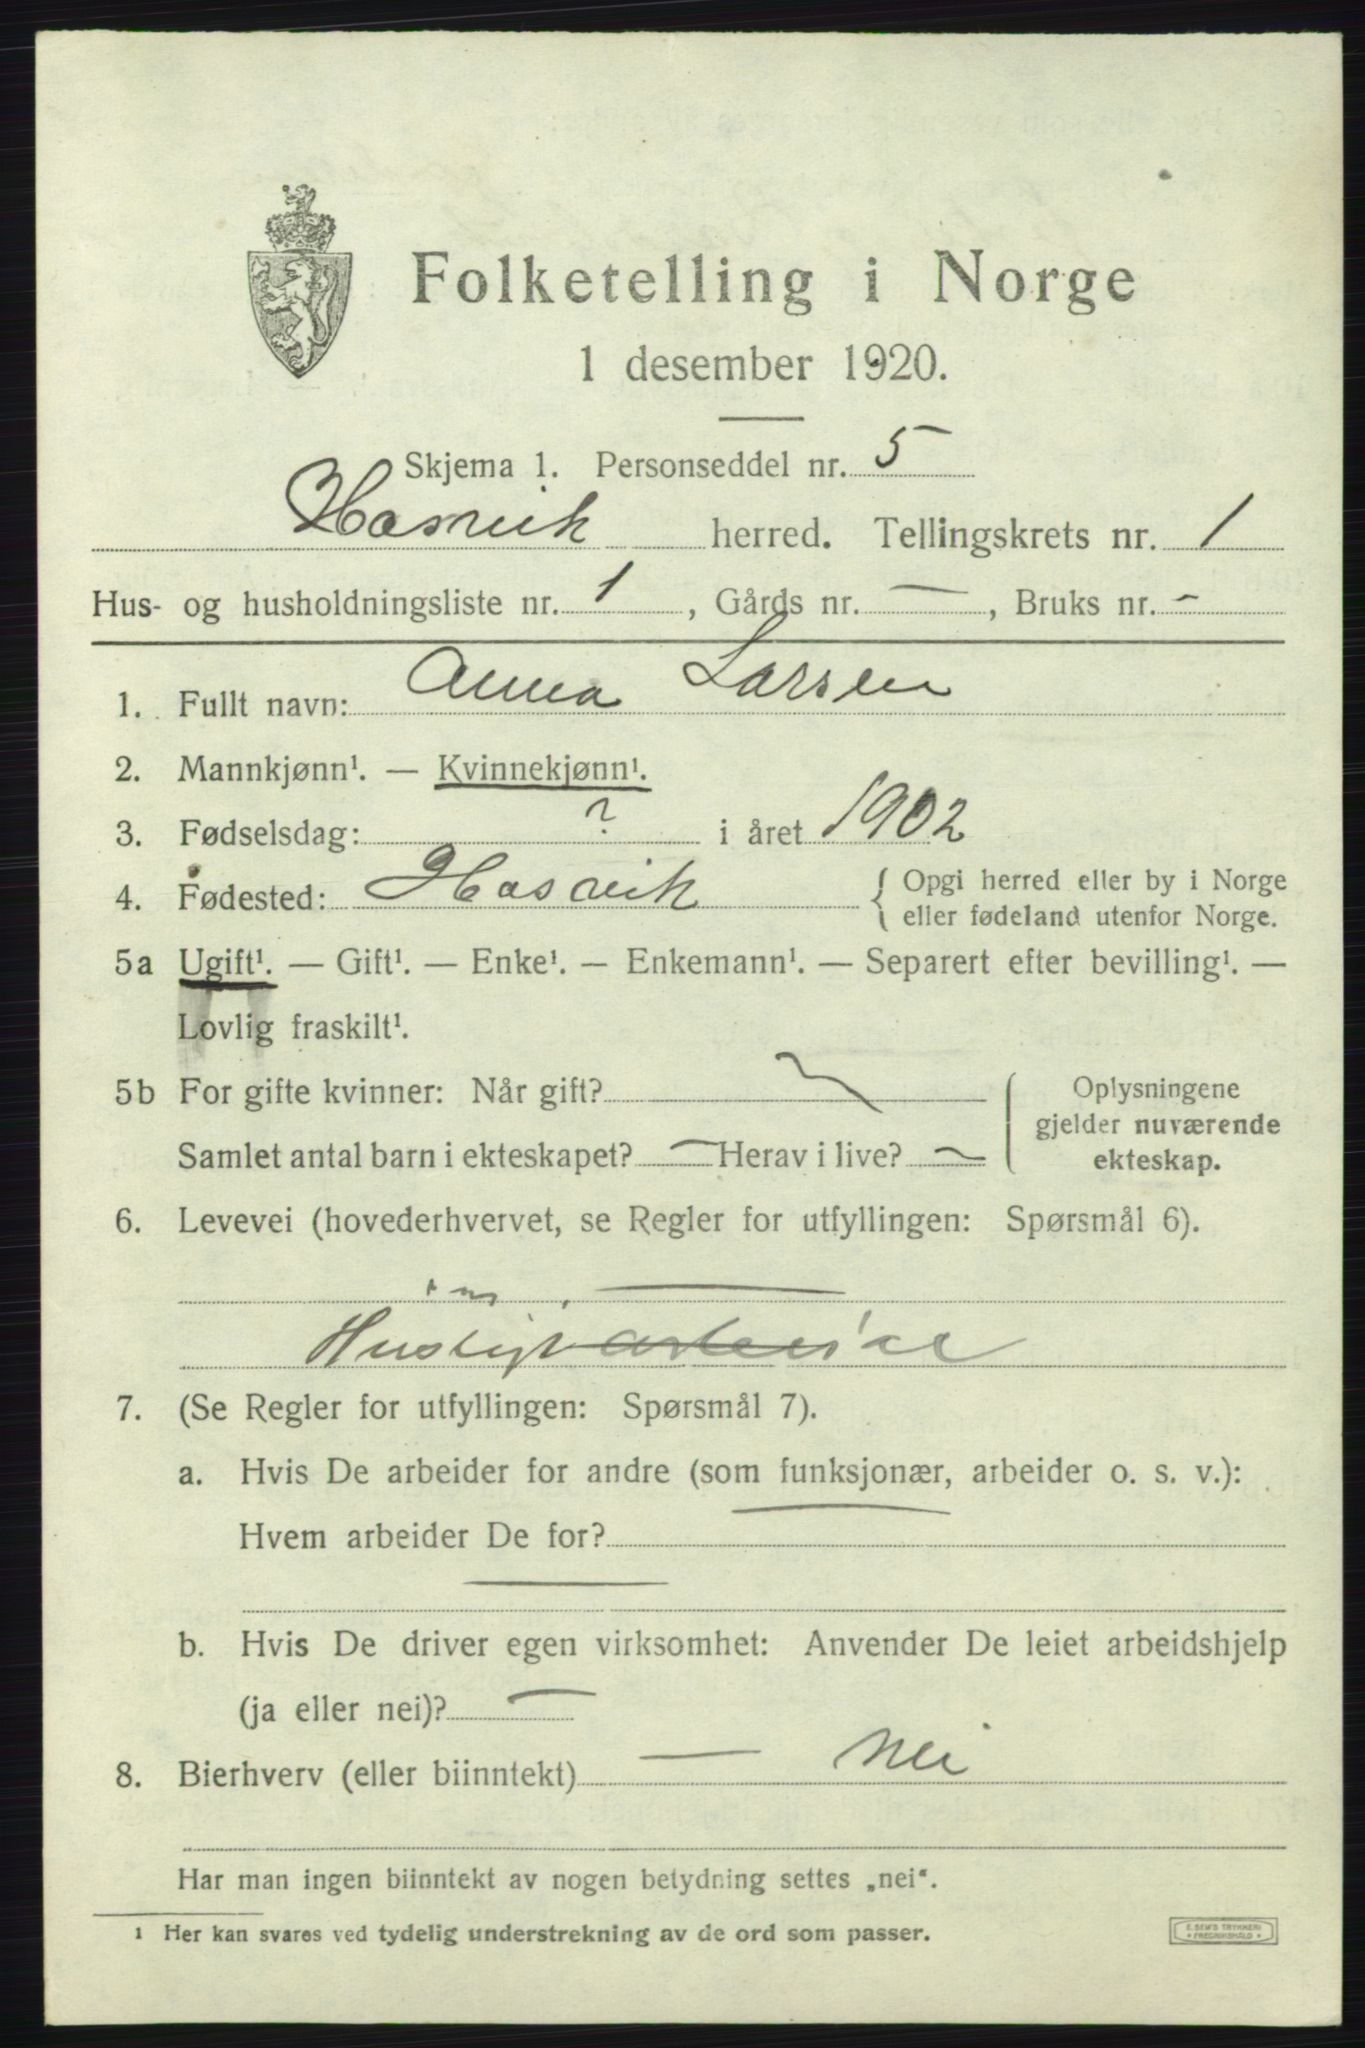 Folketelling i Norge
1 desember 1920.
Skjema 1. Personseddel nr. 5
Hasvik herred. Tellingskrets nr. 1
Hus- og husholdningsliste nr. 1, Gårds nr. —, Bruks nr. -
1. Fullt navn: Anna Larsen
2. Mannkjønn¹. — Kvinnekjønn¹.
3. Fødselsdag: ? i året 1902
4. Fødested: Hasvik { Opgi herred eller by i Norge
eller fødeland utenfor Norge.
5a Ugift¹. — Gift¹. — Enke¹. — Enkemann¹. — Separert efter bevilling¹. —
Lovlig fraskilt¹.
5b For gifte kvinner: Når gift? ~
Samlet antal barn i ekteskapet? — Herav i live? ~
Oplysningene
gjelder nuværende
ekteskap.
6. Levevei (hovederhvervet, se Regler for utfyllingen: Spørsmål 6).
—
Husligt arbeide
7. (Se Regler for utfyllingen: Spørsmål 7).
a. Hvis De arbeider for andre (som funksjonær, arbeider o. s. v.):
Hvem arbeider De for? —
—
b. Hvis De driver egen virksomhet: Anvender De leiet arbeidshjelp
(ja eller nei)? —
8. Bierhverv (eller biinntekt) — Nei
Har man ingen biinntekt av nogen betydning settes „nei“.
¹ Her kan svares ved tydelig understrekning av de ord som passer.
E. SEM'S TRYKKERI
FREDRIKSHALD